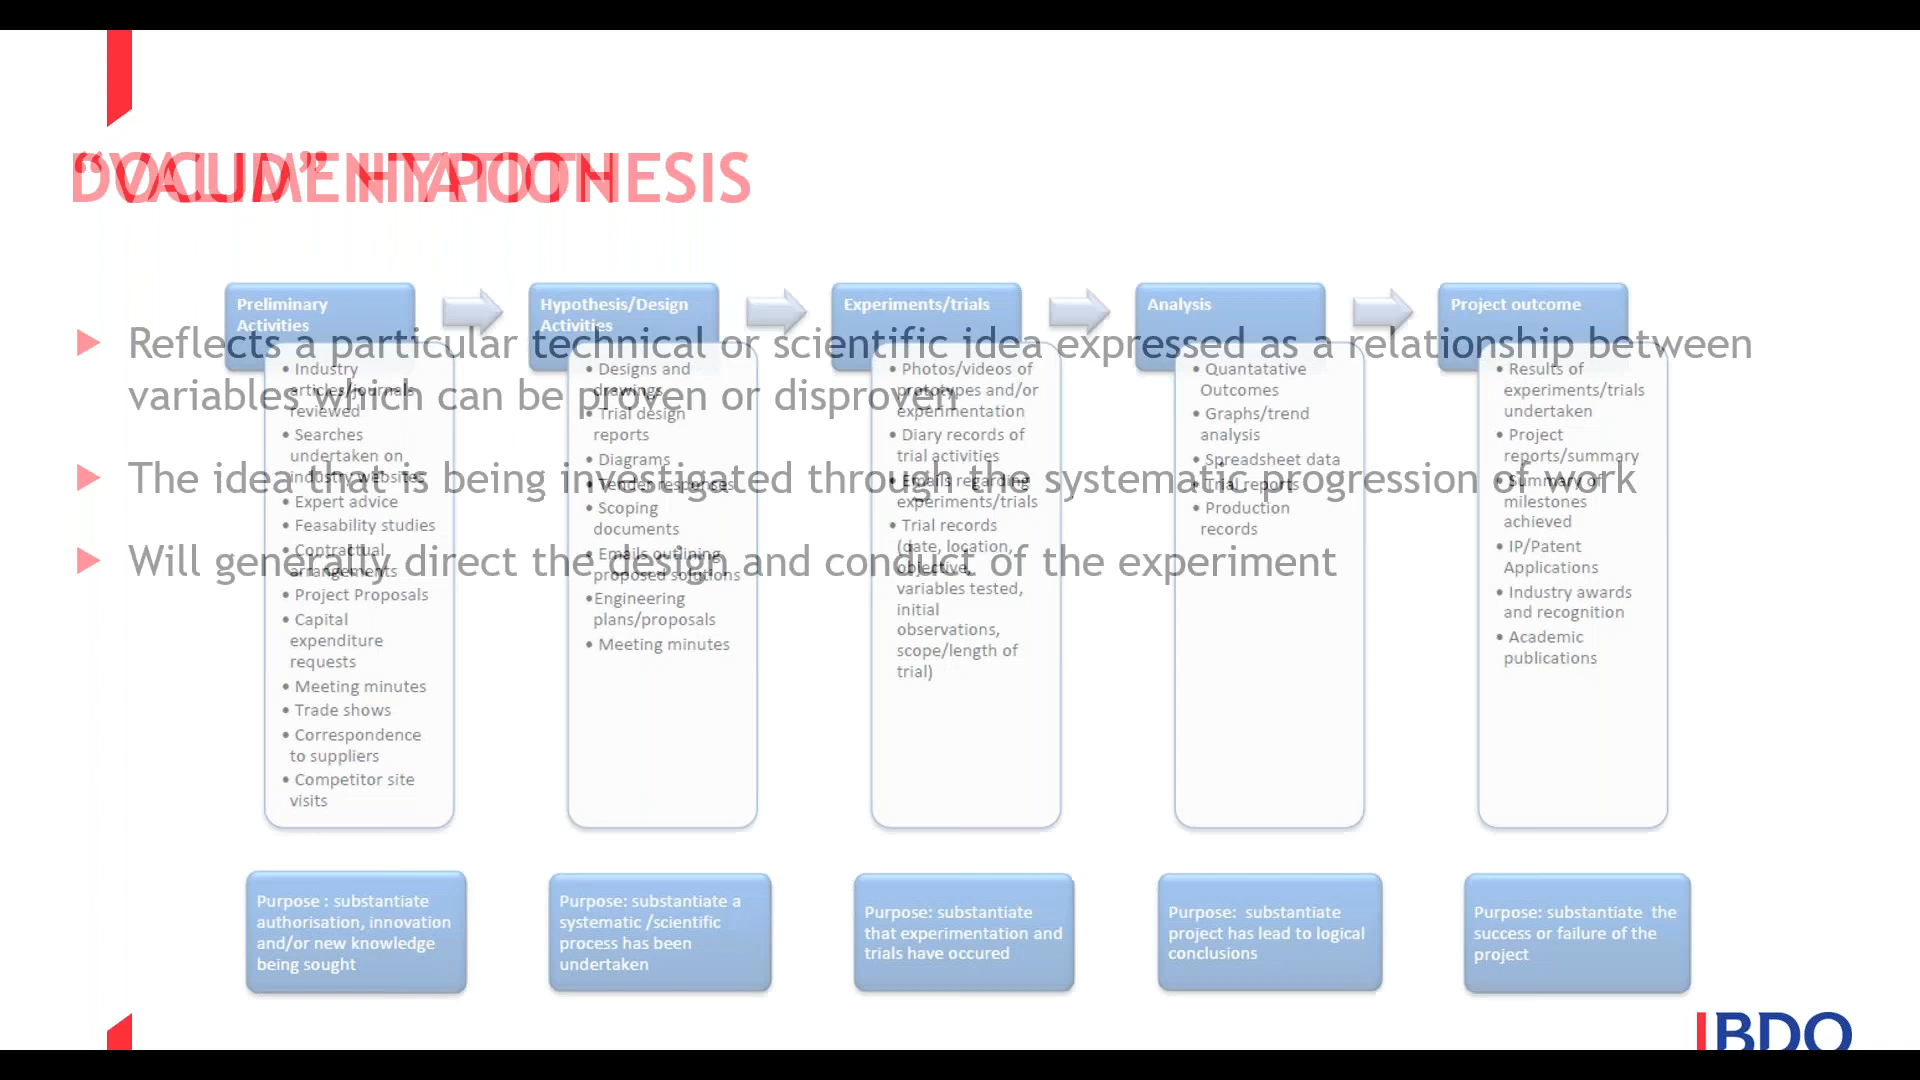 “VALID” HYPOTHESIS
DOCUMENTATION
Reflects a particular technical or scientific idea expressed as a relationship between
variables which can be proven or disproven
The idea that is being investigated through the systematic progression of work
Will generally direct the design and conduct of the experiment
Preliminary
Activities
• Industry
articles/journals
reviewed
• Searches
undertaken on
industry websites
• Expert advice
• Feasability studies
• Contractual
arrangements
• Project Proposals
• Capital
expenditure
requests
• Meeting minutes
• Trade shows
• Correspondence
to suppliers
• Competitor site
visits
Purpose : substantiate
authorisation, innovation
and/or new knowledge
being sought
Hypothesis/Design
Activities
• Designs and
drawings
• Trial design
reports
• Diagrams
• Tender responses
• Scoping
documents
• Emails outlining
proposed solutions
•Engineering
plans/proposals
• Meeting minutes
Purpose: substantiate a
systematic /scientific
process has been
undertaken
Experiments/trials
• Photos/videos of
prototypes and/or
experimentation
• Diary records of
trial activities
• Emails regarding
experiments/trials
• Trial records
(date, location,
objective,
variables tested,
initial
observations,
scope/length of
trial)
Purpose: substantiate
that experimentation and
trials have occured
Analysis
• Quantatative
Outcomes
• Graphs/trend
analysis
• Spreadsheet data
• Trial reports
• Production
records
Purpose: substantiate
project has lead to logical
conclusions
Project outcome
• Results of
experiments/trials
undertaken
• Project
reports/summary
• Summary of
milestones
achieved
• IP/Patent
Applications
• Industry awards
and recognition
• Academic
publications
Purpose: substantiate the
success or failure of the
project
BDO